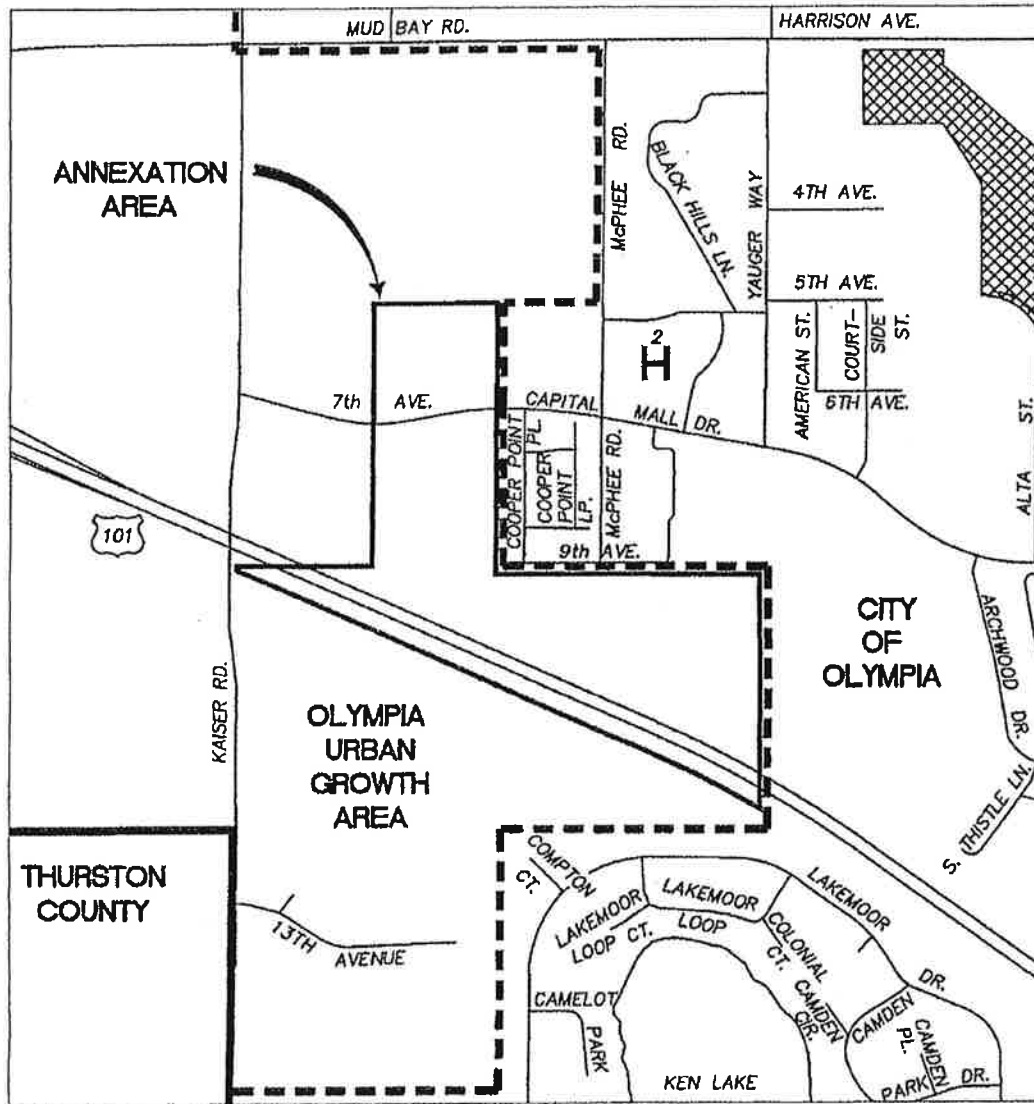 MUD BAY RD.
HARRISON AVE.
ANNEXATION
AREA
McPHEE RD.
BLACK HILLS LN.
YAUGER WAY
4TH AVE.
5TH AVE.
AMERICAN ST.
COURT-
SIDE
ST.
6TH AVE.
2
H
7th AVE.
CAPITAL
MALL
DR.
COOPER POINT
PL.
COOPER
POINT
LP.
McPHEE RD.
9th AVE.
ALTA ST.
101
KAISER RD.
CITY
OF
OLYMPIA
ARCHWOOD
DR.
S. THISTLE LN.
OLYMPIA
URBAN
GROWTH
AREA
THURSTON
COUNTY
13TH
AVENUE
COMPTON
CT.
LAKEMOOR
LOOP CT.
LAKEMOOR
LOOP
LAKEMOOR
DR.
COLONIAL
CT.
CAMDEN
CIR.
CAMELOT
PARK
CAMDEN
CAMDEN
PL.
PARK
DR.
KEN LAKE